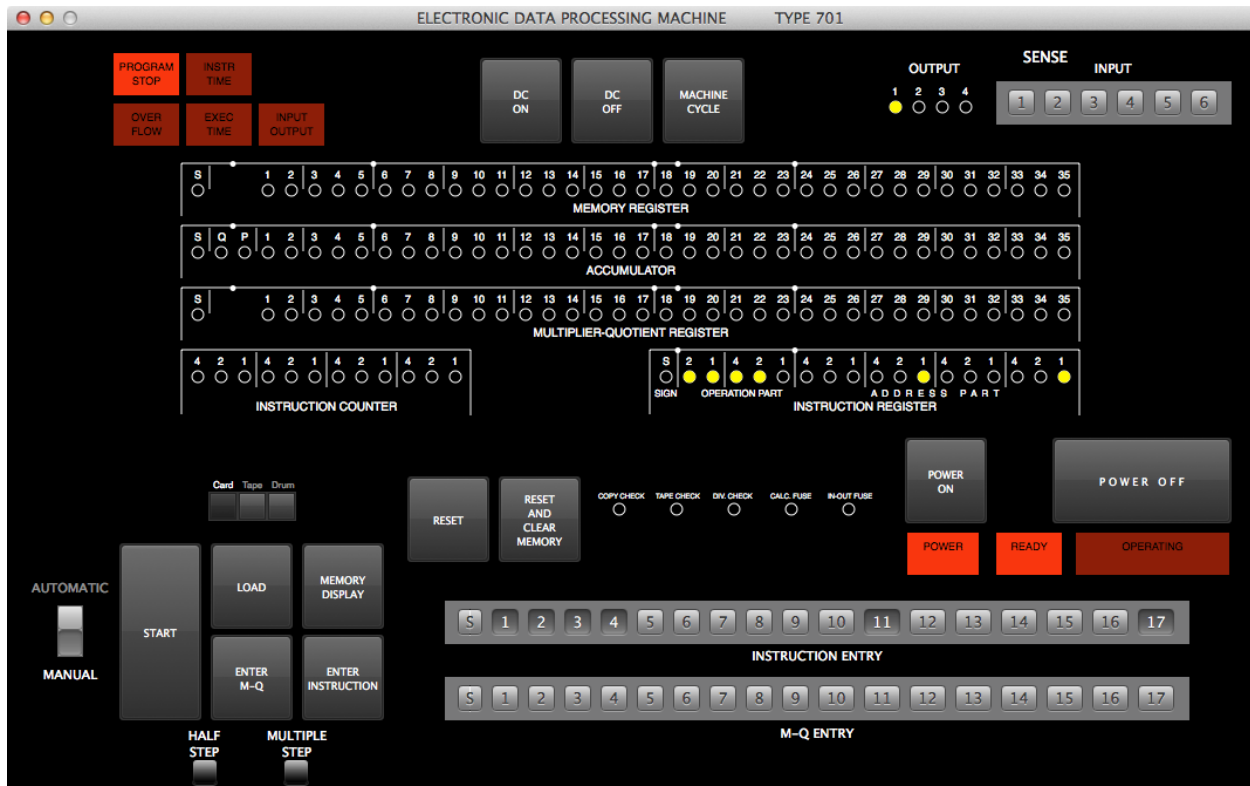 ELECTRONIC DATA PROCESSING MACHINE TYPE 701
PROGRAM STOP
INSTR TIME
OVER FLOW
EXEC TIME
INPUT OUTPUT
DC ON
DC OFF
MACHINE CYCLE
SENSE
OUTPUT
1 2 3 4
INPUT
1 2 3 4 5 6
S 1 2 3 4 5 6 7 8 9 10 11 12 13 14 15 16 17 18 19 20 21 22 23 24 25 26 27 28 29 30 31 32 33 34 35
MEMORY REGISTER
S Q P 1 2 3 4 5 6 7 8 9 10 11 12 13 14 15 16 17 18 19 20 21 22 23 24 25 26 27 28 29 30 31 32 33 34 35
ACCUMULATOR
S 1 2 3 4 5 6 7 8 9 10 11 12 13 14 15 16 17 18 19 20 21 22 23 24 25 26 27 28 29 30 31 32 33 34 35
MULTIPLIER-QUOTIENT REGISTER
4 2 1 4 2 1 4 2 1 4 2 1
INSTRUCTION COUNTER
S 2 1 4 2 1 4 2 1 4 2 1 4 2 1 4 2 1
SIGN OPERATION PART ADDRESS PART
INSTRUCTION REGISTER
Card Tape Drum
RESET
RESET AND CLEAR MEMORY
COPY CHECK TAPE CHECK DIV. CHECK CALC. FUSE IN-OUT FUSE
POWER ON
POWER OFF
POWER
READY
OPERATING
AUTOMATIC
MANUAL
START
LOAD
MEMORY DISPLAY
ENTER M-Q
ENTER INSTRUCTION
HALF STEP
MULTIPLE STEP
S 1 2 3 4 5 6 7 8 9 10 11 12 13 14 15 16 17
INSTRUCTION ENTRY
S 1 2 3 4 5 6 7 8 9 10 11 12 13 14 15 16 17
M-Q ENTRY